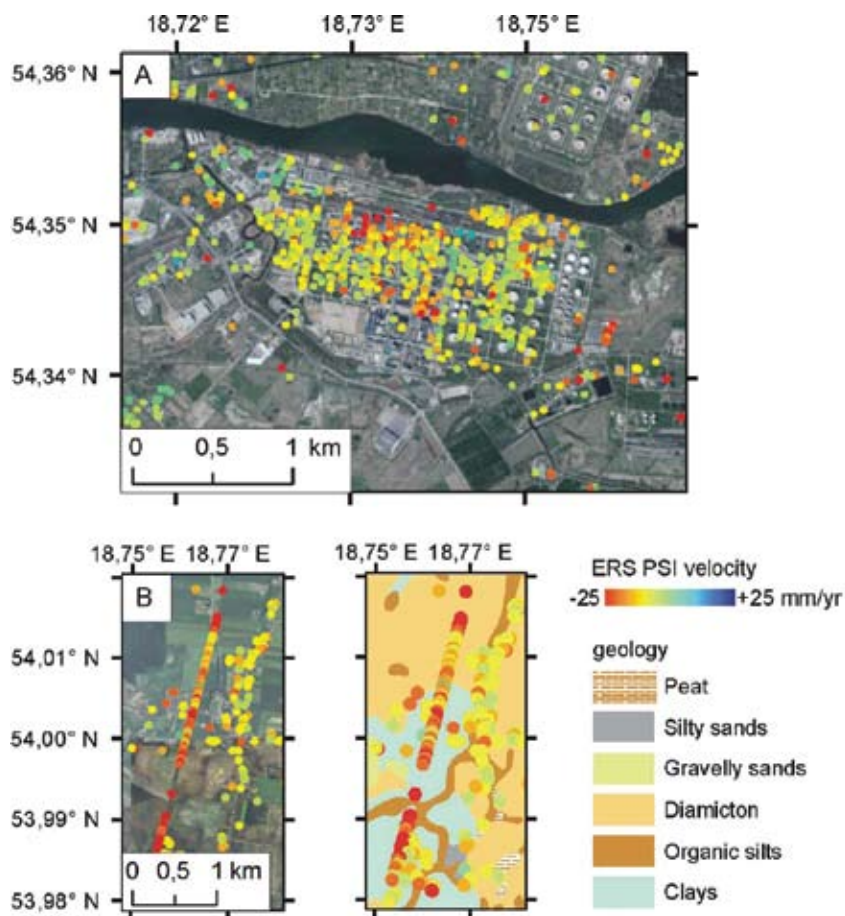 18,72° E 18,73° E 18,75° E
54,36° N
A
54,35° N
54,34° N
0 0,5 1 km
18,75° E 18,77° E
18,75° E 18,77° E
B
54,01° N
54,00° N
53,99° N
53,98° N
0 0,5 1 km
ERS PSI velocity
-25 +25 mm/yr
geology
Peat
Silty sands
Gravelly sands
Diamicton
Organic silts
Clays